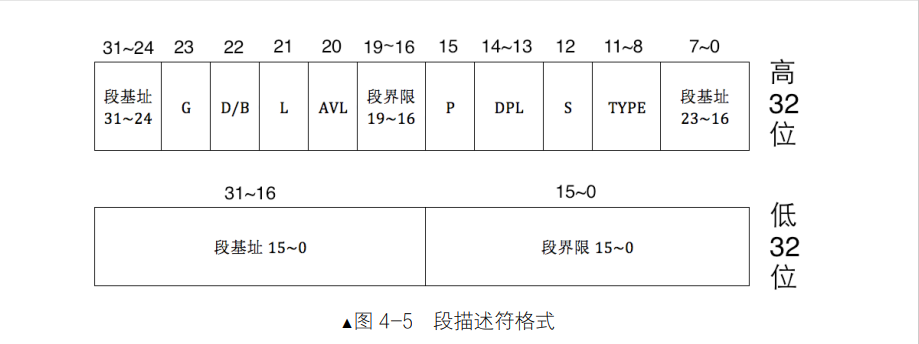 31~24 23 22 21 20 19~16 15 14~13 12 11~8 7~0
段基址 31~24 G D/B L AVL 段界限 19~16 P DPL S TYPE 段基址 23~16
高 32 位
31~16 15~0
段基址 15~0 段界限 15~0
低 32 位
▲图 4-5 段描述符格式